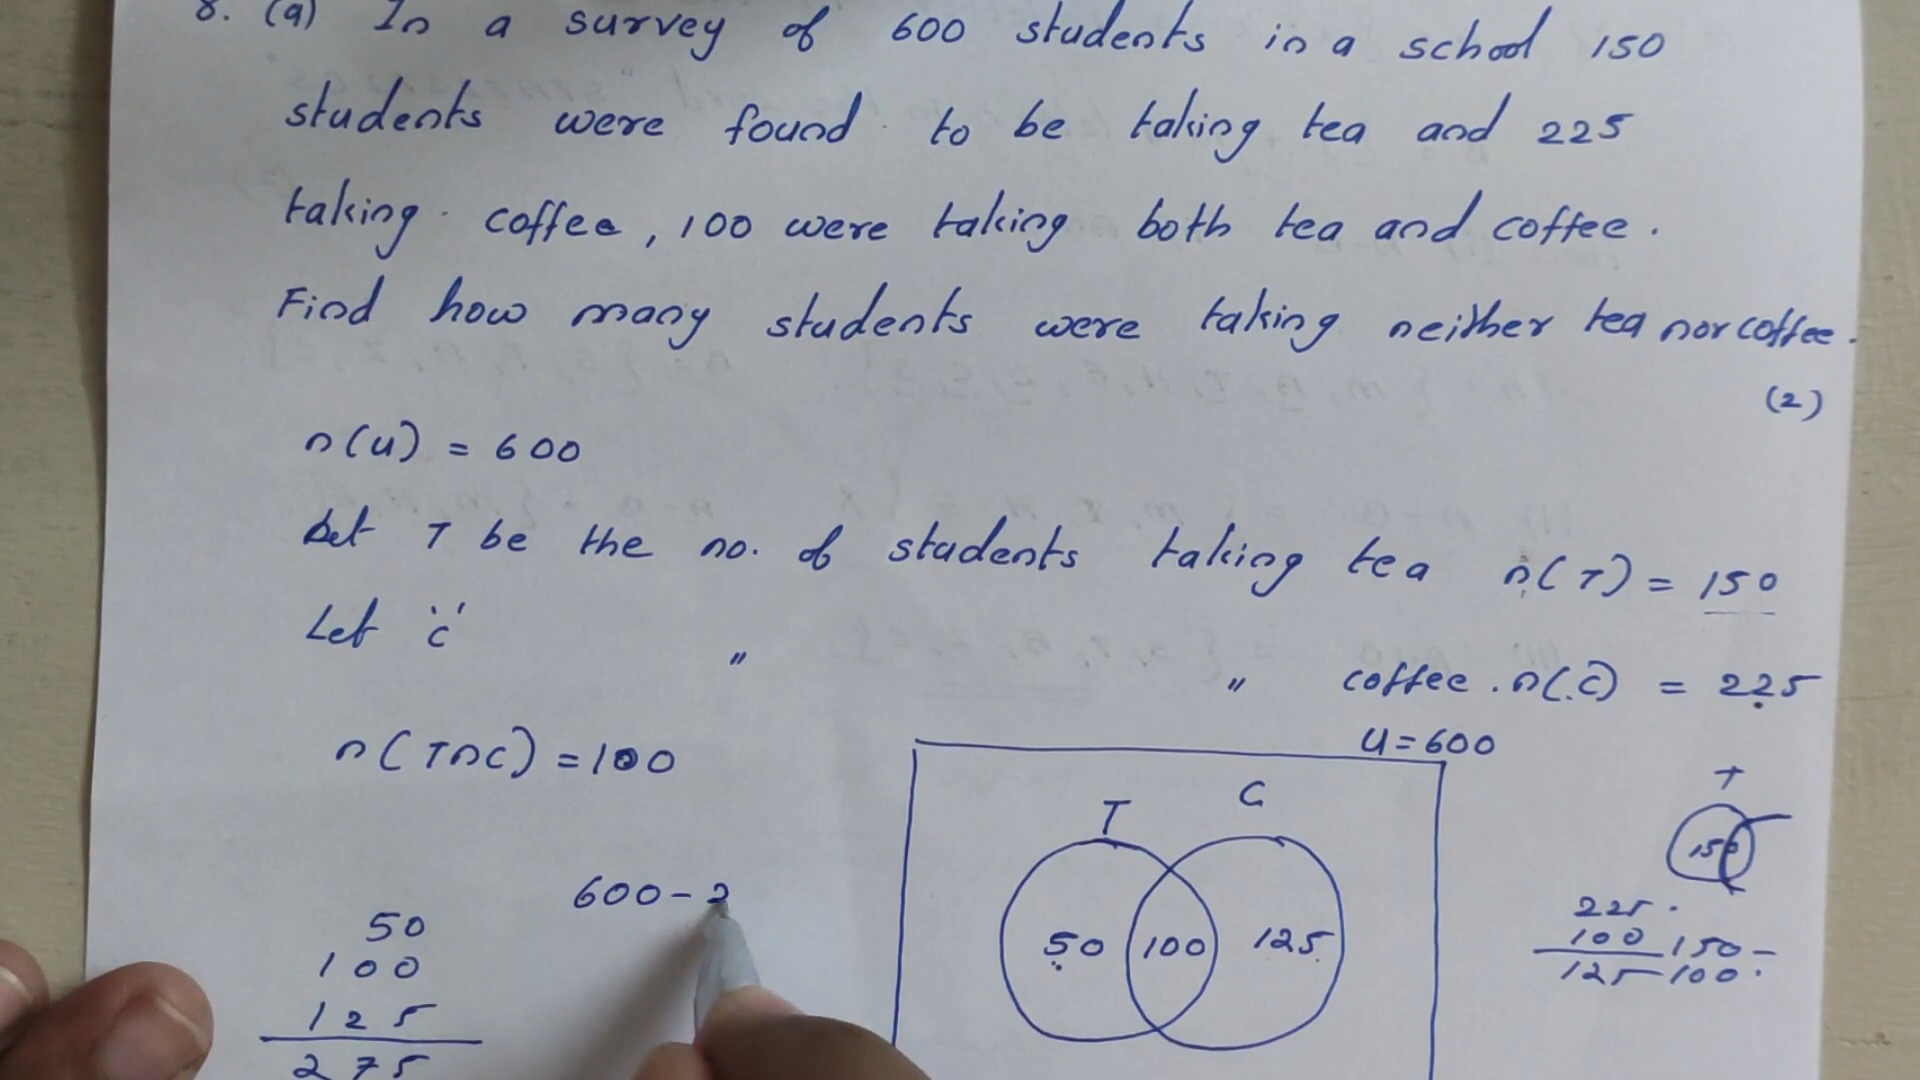 8. (a) In a survey of 600 students in a school 150
students were found to be taking tea and 225
taking coffee, 100 were taking both tea and coffee.
Find how many students were taking neither tea nor coffee.
(2)
n(U) = 600
Let T be the no. of students taking tea n(T) = 150
Let 'C' " " coffee. n(C) = 225
n(T∩C) = 100
U = 600
T C
T
150
50 100 125
600 - 2
50
100
125
275
225
100
125
150 -
100